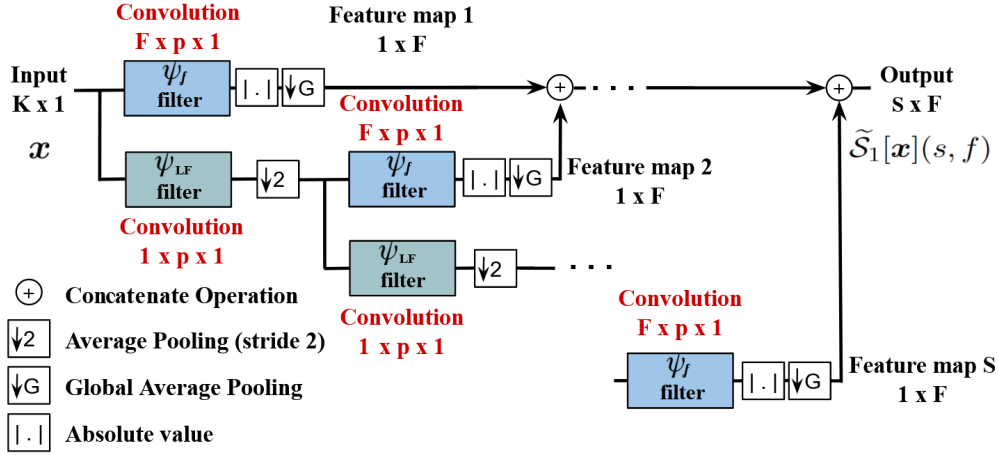 Convolution
F x p x 1
Feature map 1
1 x F
Input
K x 1
x
ψf
filter
| . |
↓G
+
. . .
+
Output
S x F
S̃1[x](s, f)
Convolution
F x p x 1
ψLF
filter
↓2
ψf
filter
| . |
↓G
Feature map 2
1 x F
Convolution
1 x p x 1
ψLF
filter
↓2
. . .
Convolution
1 x p x 1
Convolution
F x p x 1
ψf
filter
| . |
↓G
Feature map S
1 x F
+ Concatenate Operation
↓2 Average Pooling (stride 2)
↓G Global Average Pooling
| . | Absolute value